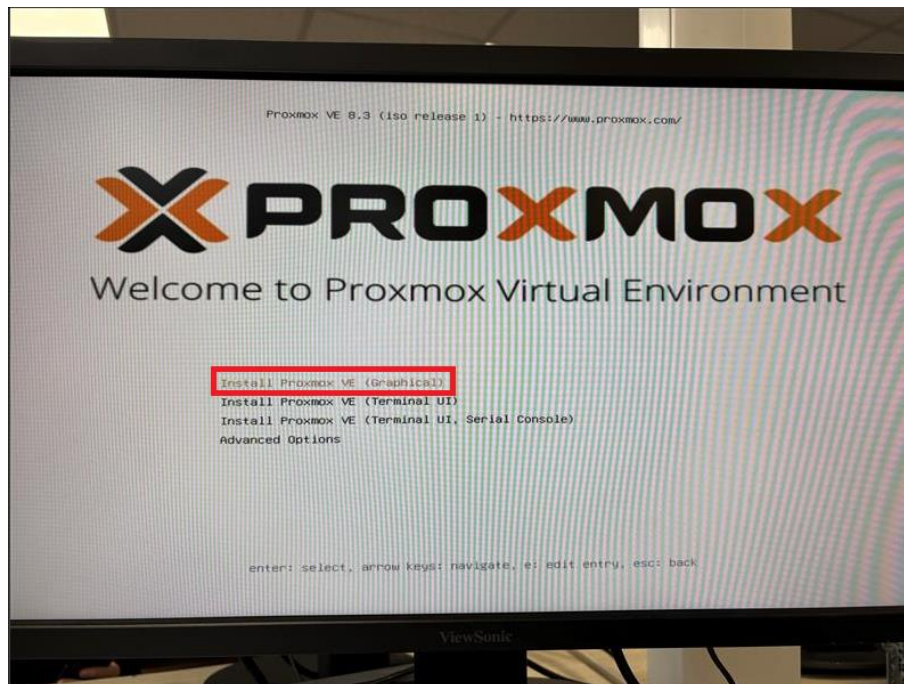 Proxmox VE 8.3 (iso release 1) - https://www.proxmox.com/
PROXMOX
Welcome to Proxmox Virtual Environment
Install Proxmox VE (Graphical)
Install Proxmox VE (Terminal UI)
Install Proxmox VE (Terminal UI, Serial Console)
Advanced Options
enter: select, arrow keys: navigate, e: edit entry, esc: back
ViewSonic